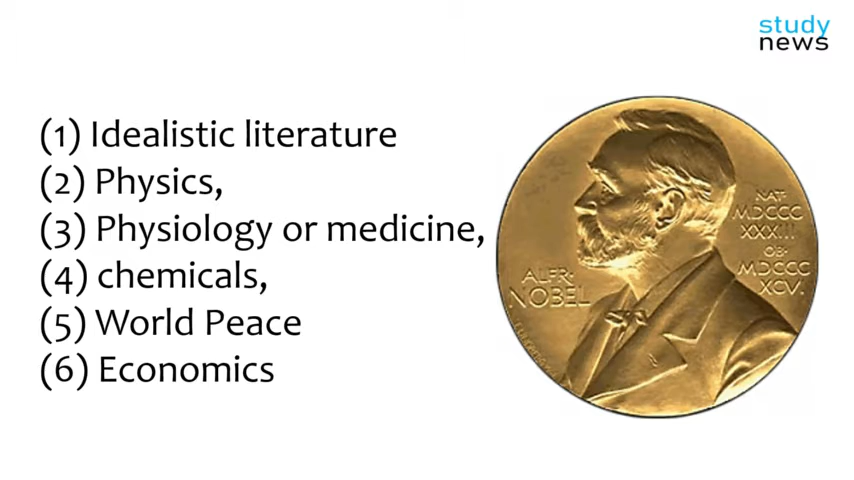 study
news
(1) Idealistic literature
(2) Physics,
(3) Physiology or medicine,
(4) chemicals,
(5) World Peace
(6) Economics
ALFR·
NOBEL
NAT·
MDCCC
XXXIII
OB·
MDCCC
XCV·